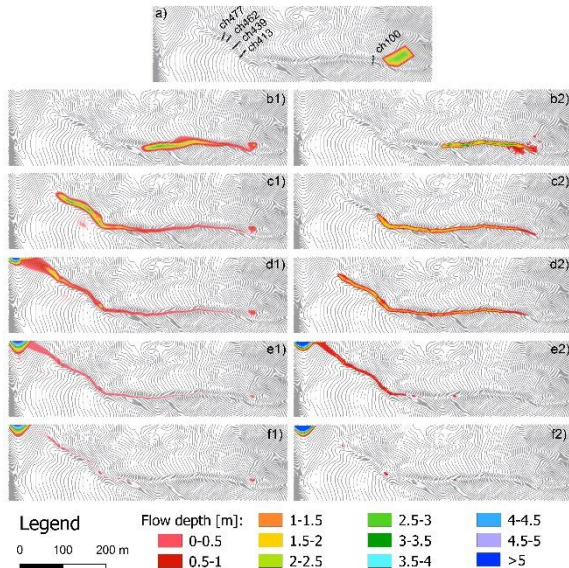 a)
ch477
ch462
ch439
ch413
ch100
b1)
b2)
c1)
c2)
d1)
d2)
e1)
e2)
f1)
f2)
Legend
Flow depth [m]:
0-0.5
0.5-1
1-1.5
1.5-2
2-2.5
2.5-3
3-3.5
3.5-4
4-4.5
4.5-5
>5
0 100 200 m